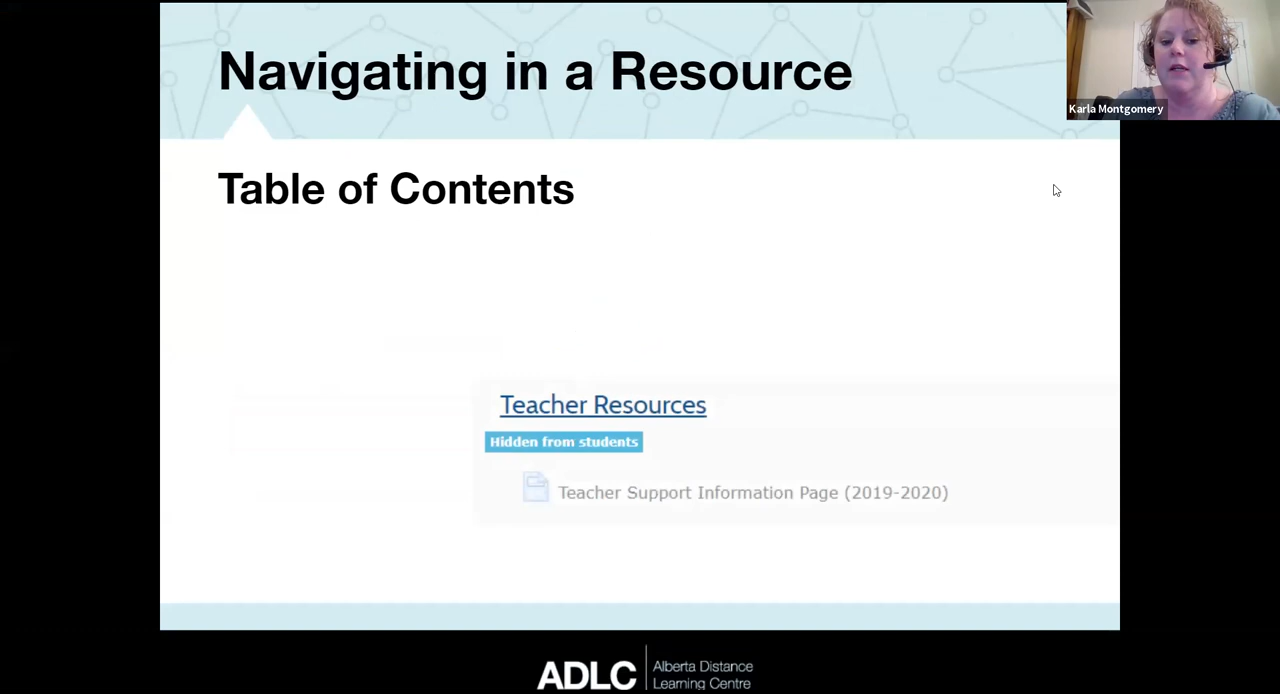 Navigating in a Resource
Karla Montgomery
Table of Contents
Teacher Resources
Hidden from students
Teacher Support Information Page (2019-2020)
ADLC
Alberta Distance
Learning Centre